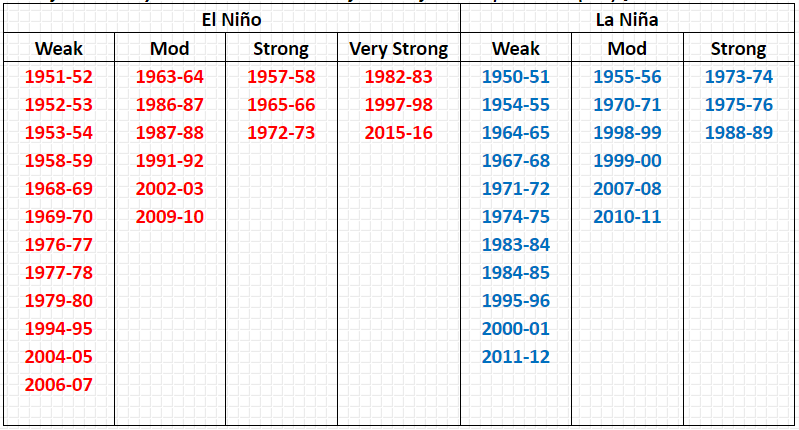 El Niño La Niña
Weak Mod Strong Very Strong Weak Mod Strong
1951-52 1963-64 1957-58 1982-83 1950-51 1955-56 1973-74
1952-53 1986-87 1965-66 1997-98 1954-55 1970-71 1975-76
1953-54 1987-88 1972-73 2015-16 1964-65 1998-99 1988-89
1958-59 1991-92 1967-68 1999-00
1968-69 2002-03 1971-72 2007-08
1969-70 2009-10 1974-75 2010-11
1976-77 1983-84
1977-78 1984-85
1979-80 1995-96
1994-95 2000-01
2004-05 2011-12
2006-07